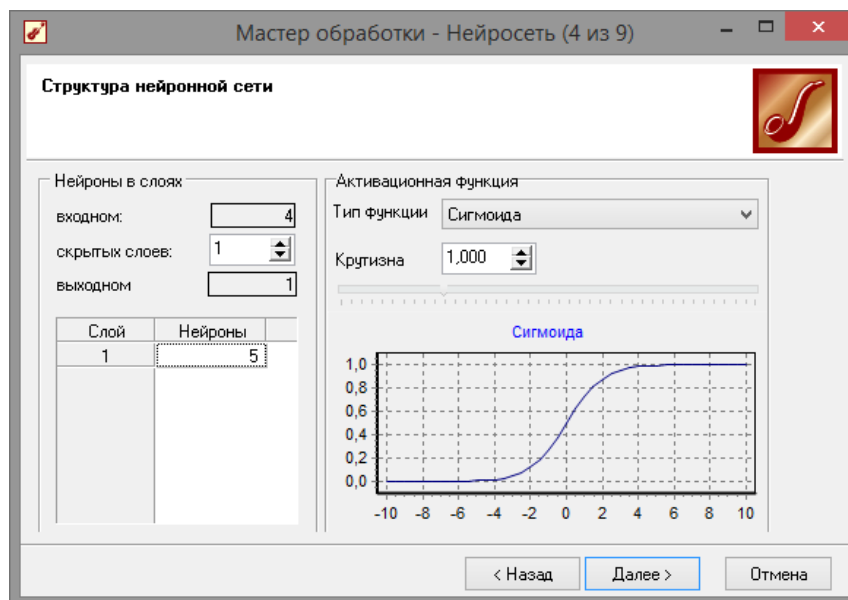 Мастер обработки - Нейросеть (4 из 9)
Структура нейронной сети
Нейроны в слоях
входном: 4
скрытых слоев: 1
выходном 1
Слой Нейроны
1 5
Активационная функция
Тип функции Сигмоида
Крутизна 1,000
Сигмоида
1,0
0,8
0,6
0,4
0,2
0,0
-10 -8 -6 -4 -2 0 2 4 6 8 10
< Назад Далее > Отмена